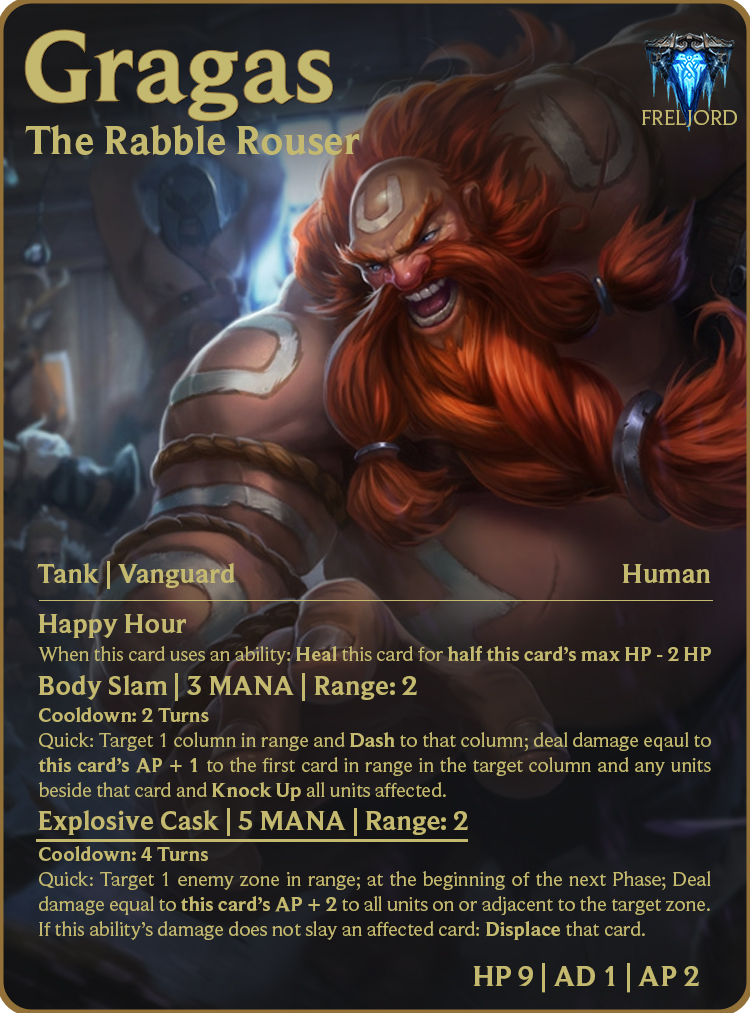 Gragas
FRELJORD
The Rabble Rouser
Tank | Vanguard
Human
Happy Hour
When this card uses an ability: Heal this card for half this card's max HP - 2 HP
Body Slam | 3 MANA | Range: 2
Cooldown: 2 Turns
Quick: Target 1 column in range and Dash to that column; deal damage eqaul to
this card's AP + 1 to the first card in range in the target column and any units
beside that card and Knock Up all units affected.
Explosive Cask | 5 MANA | Range: 2
Cooldown: 4 Turns
Quick: Target 1 enemy zone in range; at the beginning of the next Phase; Deal
damage equal to this card's AP + 2 to all units on or adjacent to the target zone.
If this ability's damage does not slay an affected card: Displace that card.
HP 9 | AD 1 | AP 2